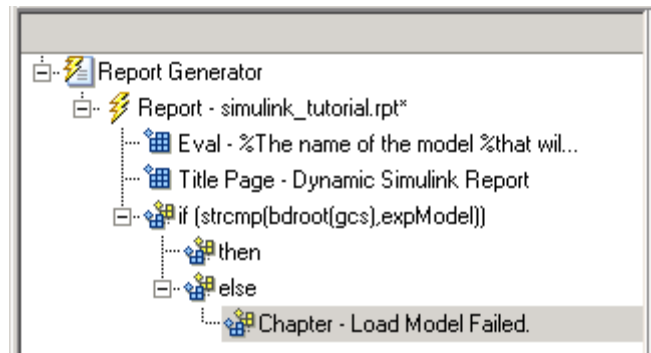 Report Generator
Report - simulink_tutorial.rpt*
Eval - %The name of the model %that wil...
Title Page - Dynamic Simulink Report
if (strcmp(bdroot(gcs),expModel))
then
else
Chapter - Load Model Failed.